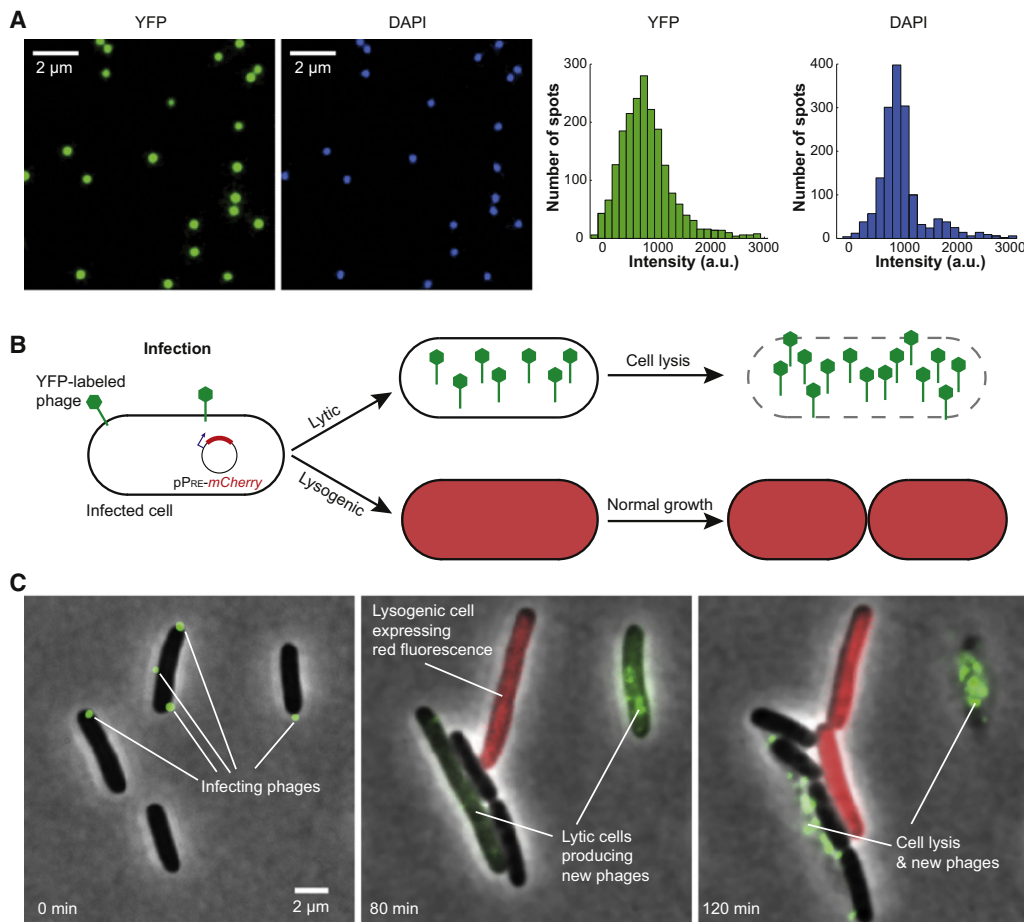 A
YFP
DAPI
YFP
DAPI
2 µm
2 µm
Number of spots
300
200
100
0
1000
2000
3000
Intensity (a.u.)
Number of spots
400
300
200
100
0
0
1000
2000
3000
Intensity (a.u.)
B
Infection
YFP-labeled
phage
pPRE-mCherry
Infected cell
Lytic
Lysogenic
Cell lysis
Normal growth
C
Infecting phages
0 min
2 µm
Lysogenic cell
expressing
red fluorescence
Lytic cells
producing
new phages
80 min
Cell lysis
& new phages
120 min